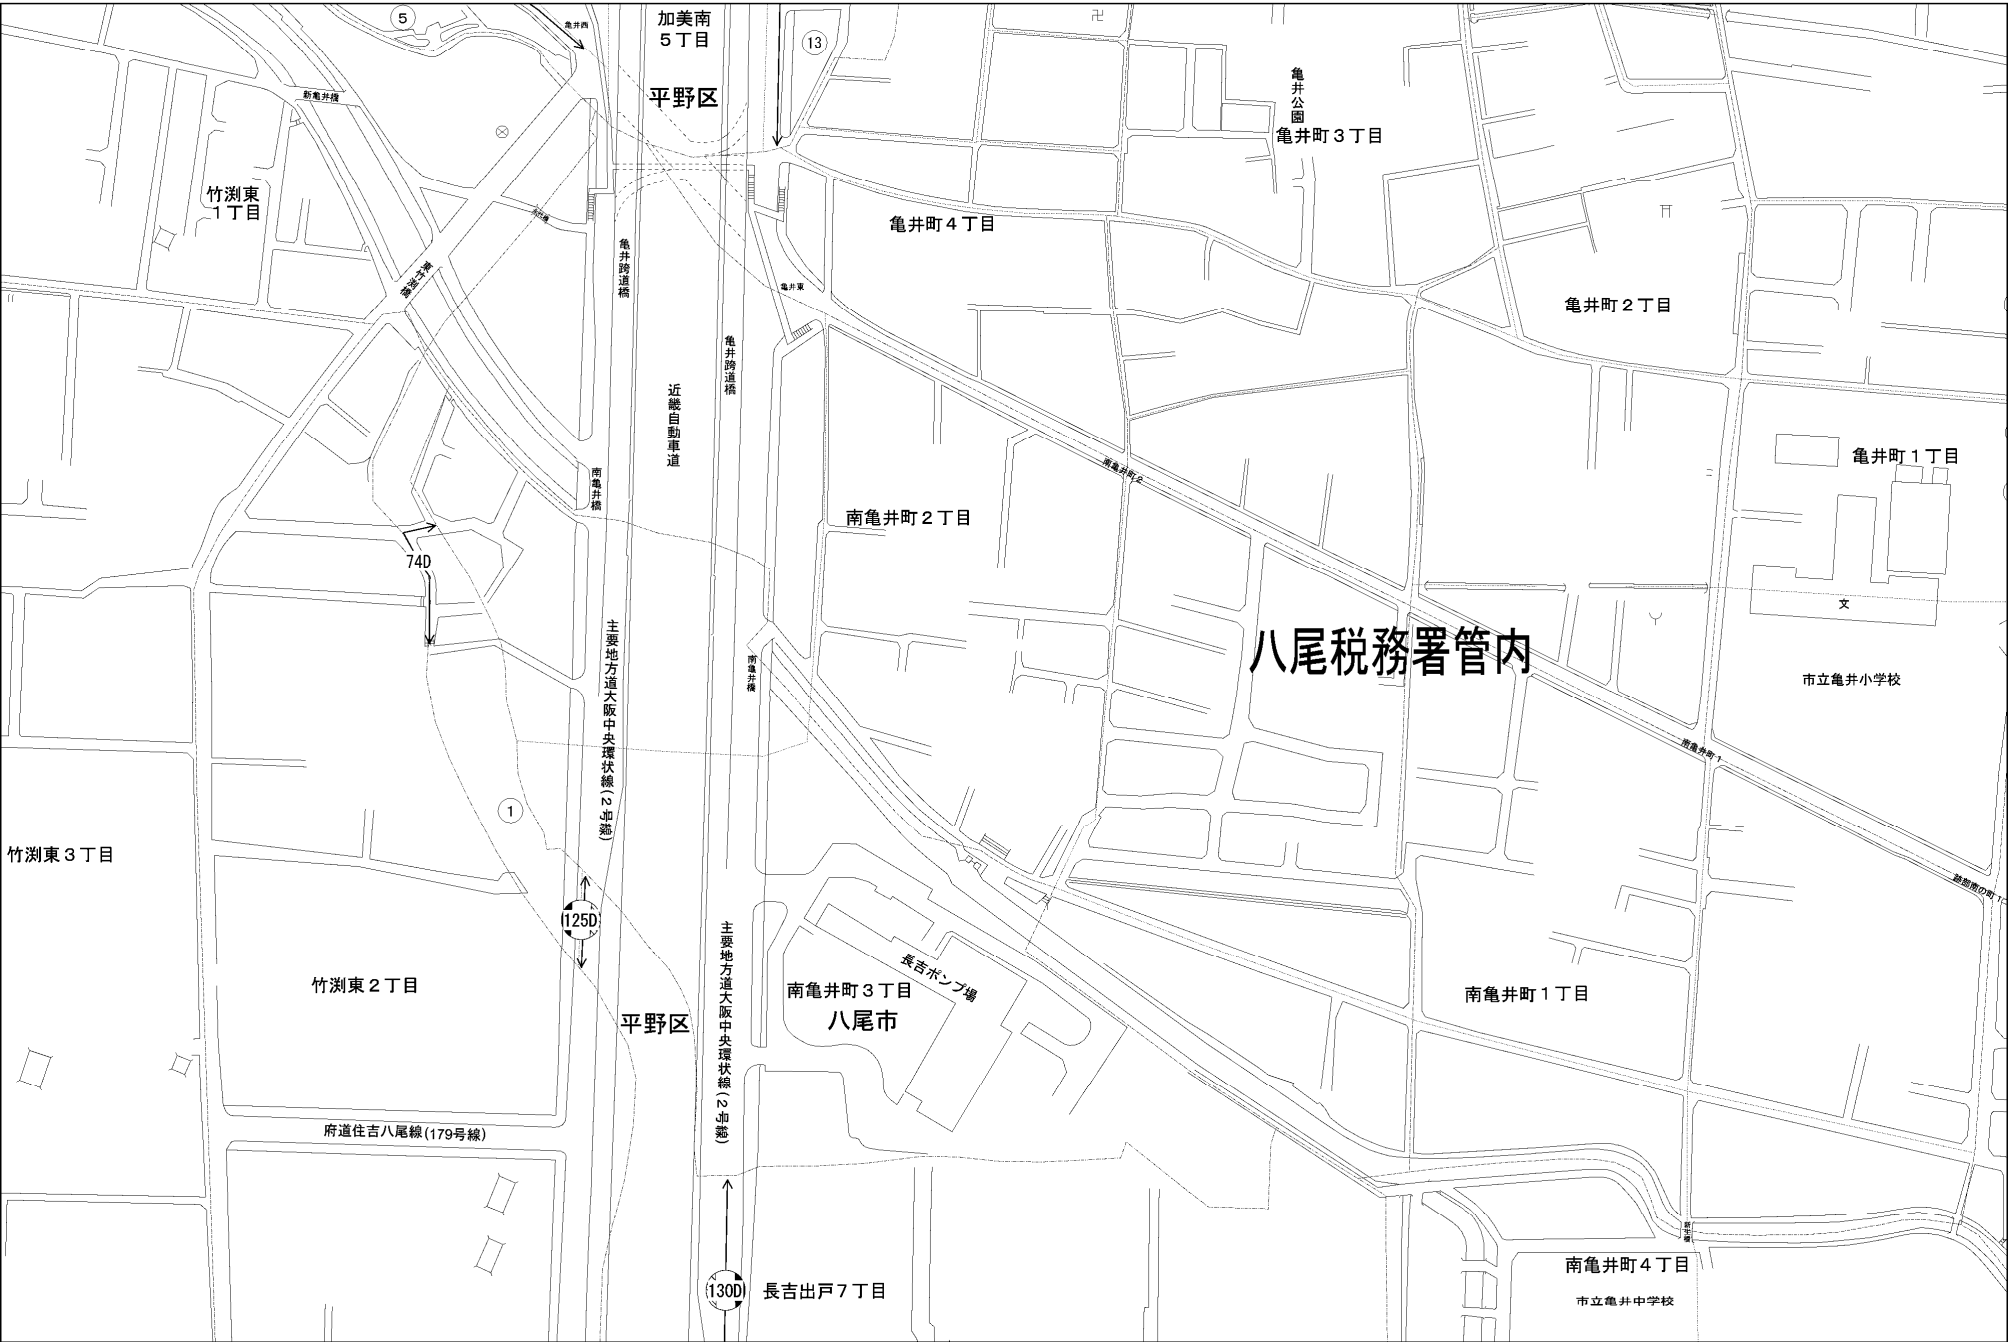 ⑤
亀井西
加美南
5丁目
⑬
平野区
新亀井橋
亀井公園
亀井町3丁目
竹渕東
1丁目
亀井町4丁目
東竹渕橋
亀井跨道橋
亀井東
亀井町2丁目
亀井跨道橋
近畿自動車道
亀井町1丁目
南亀井町2
南亀井橋
南亀井町2丁目
74D
文
主要地方道大阪中央環状線(2号線)
八尾税務署管内
南亀井橋
市立亀井小学校
南亀井町1
①
竹渕東3丁目
跡部南の町1
125D
主要地方道大阪中央環状線(2号線)
長吉ポンプ場
竹渕東2丁目
南亀井町3丁目
八尾市
南亀井町1丁目
平野区
府道住吉八尾線(179号線)
新生橋
南亀井町4丁目
130D
長吉出戸7丁目
市立亀井中学校